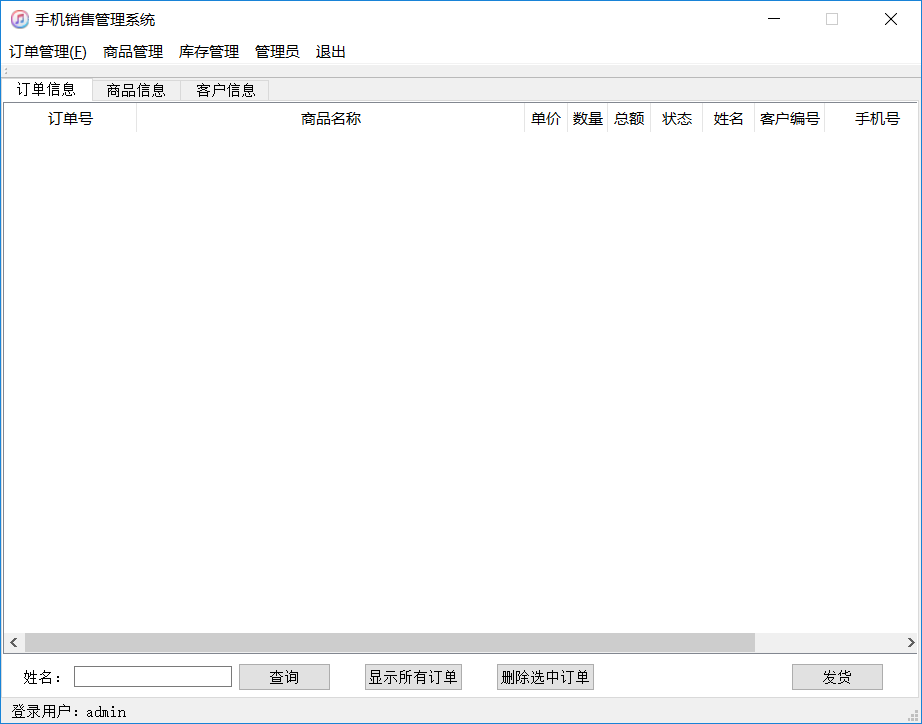 手机销售管理系统
订单管理(F) 商品管理 库存管理 管理员 退出
订单信息 商品信息 客户信息
订单号 商品名称 单价 数量 总额 状态 姓名 客户编号 手机号
姓名： 查询 显示所有订单 删除选中订单 发货
登录用户：admin